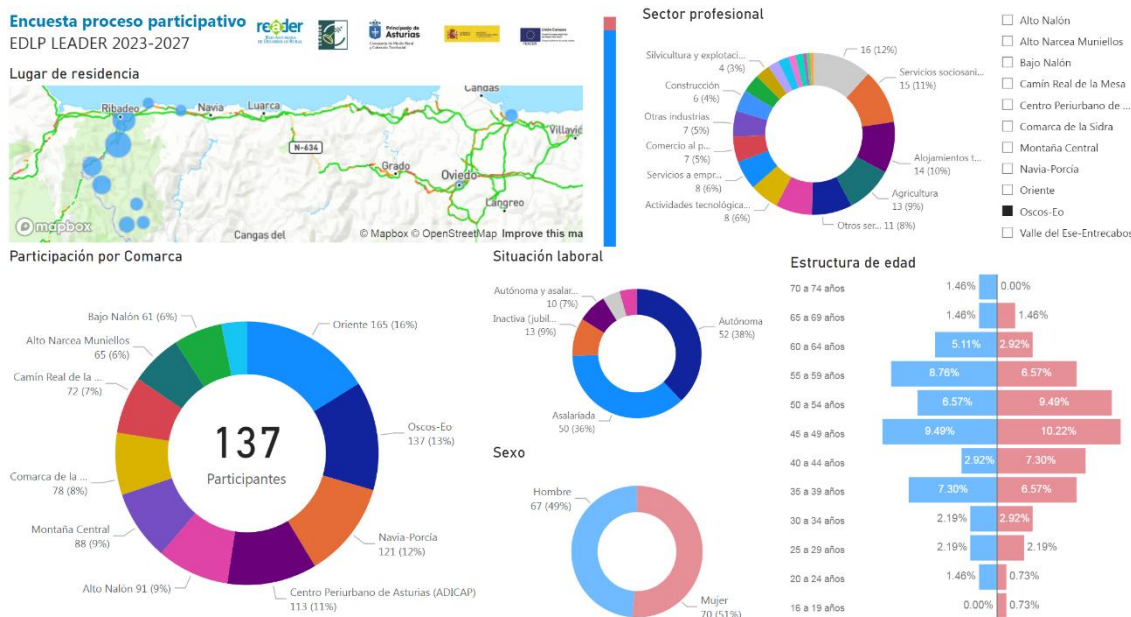 Encuesta proceso participativo
EDLP LEADER 2023-2027
reader
Principado de
Asturias
Lugar de residencia
Ribadeo
Navia
Luarca
Candás
Villavic
N-634
Grado
Oviedo
Langreo
Cangas del
mapbox
© Mapbox © OpenStreetMap Improve this ma
Sector profesional
16 (12%)
Silvicultura y explotaci...
4 (3%)
Servicios sociosani...
15 (11%)
Construcción
6 (4%)
Otras industrias
7 (5%)
Comercio al p...
7 (5%)
Alojamientos t...
14 (10%)
Servicios a empr...
8 (6%)
Agricultura
13 (9%)
Actividades tecnológica...
8 (6%)
Otros ser... 11 (8%)
Alto Nalón
Alto Narcea Muniellos
Bajo Nalón
Camín Real de la Mesa
Centro Periurbano de ...
Comarca de la Sidra
Montaña Central
Navia-Porcía
Oriente
Oscos-Eo
Valle del Ese-Entrecabos
Participación por Comarca
Bajo Nalón 61 (6%)
Oriente 165 (16%)
Alto Narcea Muniellos
65 (6%)
Camín Real de la ...
72 (7%)
Oscos-Eo
137 (13%)
137
Participantes
Comarca de la ...
78 (8%)
Montaña Central
88 (9%)
Navia-Porcía
121 (12%)
Alto Nalón 91 (9%)
Centro Periurbano de Asturias (ADICAP)
113 (11%)
Situación laboral
Autónoma y asalar...
10 (7%)
Inactiva (jubil...
13 (9%)
Autónoma
52 (38%)
Asalariada
50 (36%)
Sexo
Hombre
67 (49%)
Mujer
70 (51%)
Estructura de edad
70 a 74 años 1.46% 0.00%
65 a 69 años 1.46% 1.46%
60 a 64 años 5.11% 2.92%
55 a 59 años 8.76% 6.57%
50 a 54 años 6.57% 9.49%
45 a 49 años 9.49% 10.22%
40 a 44 años 2.92% 7.30%
35 a 39 años 7.30% 6.57%
30 a 34 años 2.19% 2.92%
25 a 29 años 2.19% 2.19%
20 a 24 años 1.46% 0.73%
16 a 19 años 0.00% 0.73%